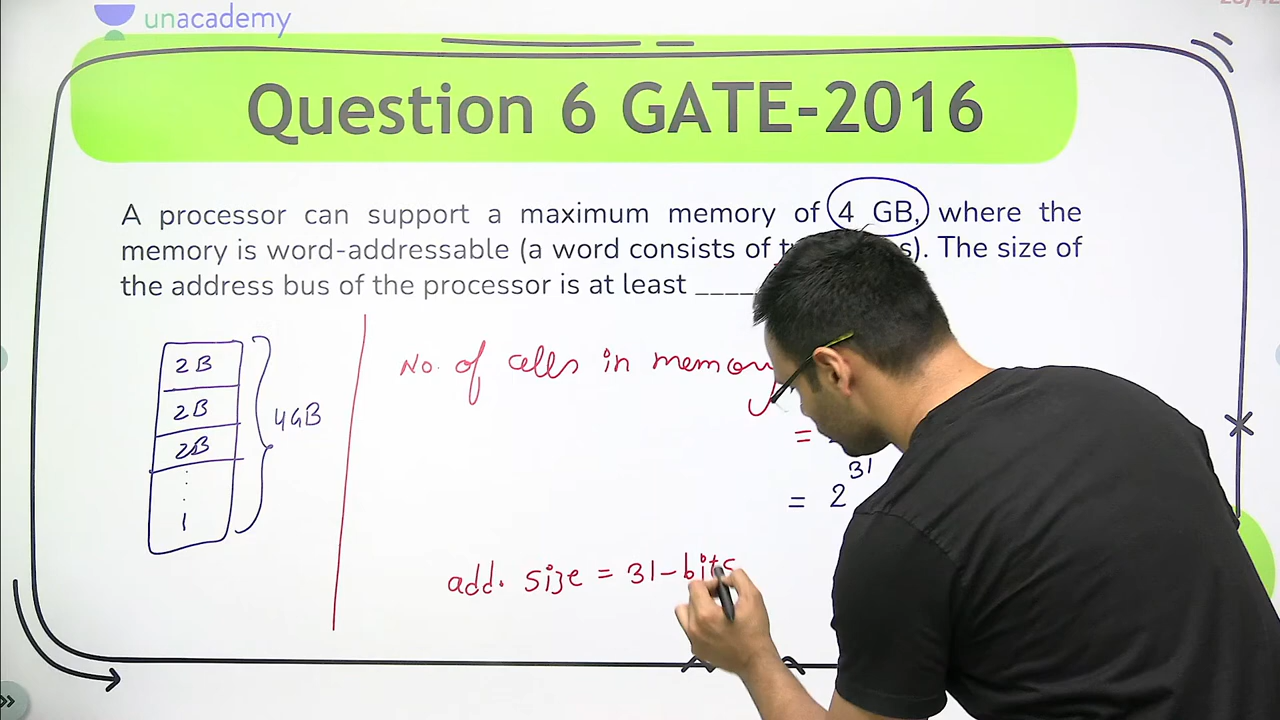 unacademy
Question 6 GATE-2016
A processor can support a maximum memory of 4 GB, where the
memory is word-addressable (a word consists of). The size of
the address bus of the processor is at least ____
2B
2B
2B
4GB
1
No. of cells in memory
=
= 2^31
add. size = 31-bits